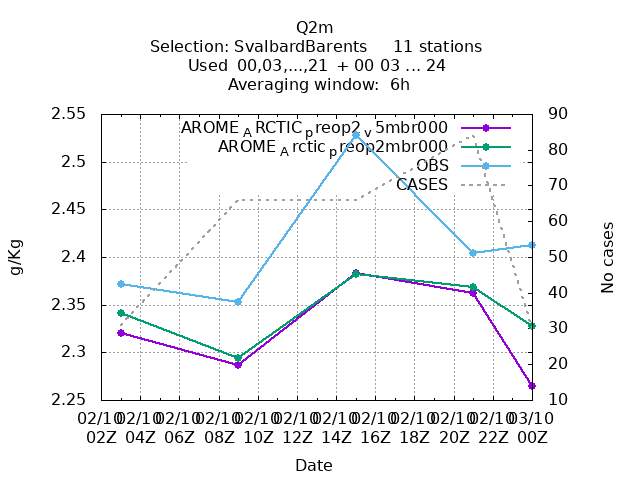 Q2m
Selection: SvalbardBarents 11 stations
Used 00,03,...,21 + 00 03 ... 24
Averaging window: 6h
AROME_ARCTIC_preop2_v5mbr000
AROME_Arctic_preop2mbr000
OBS
CASES
2.55
2.5
2.45
2.4
2.35
2.3
2.25
g/Kg
90
80
70
60
50
40
30
20
10
No cases
02/10 02/10 02/10 02/10 02/10 02/10 02/10 02/10 02/10 02/10 02/10 03/10
02Z 04Z 06Z 08Z 10Z 12Z 14Z 16Z 18Z 20Z 22Z 00Z
Date